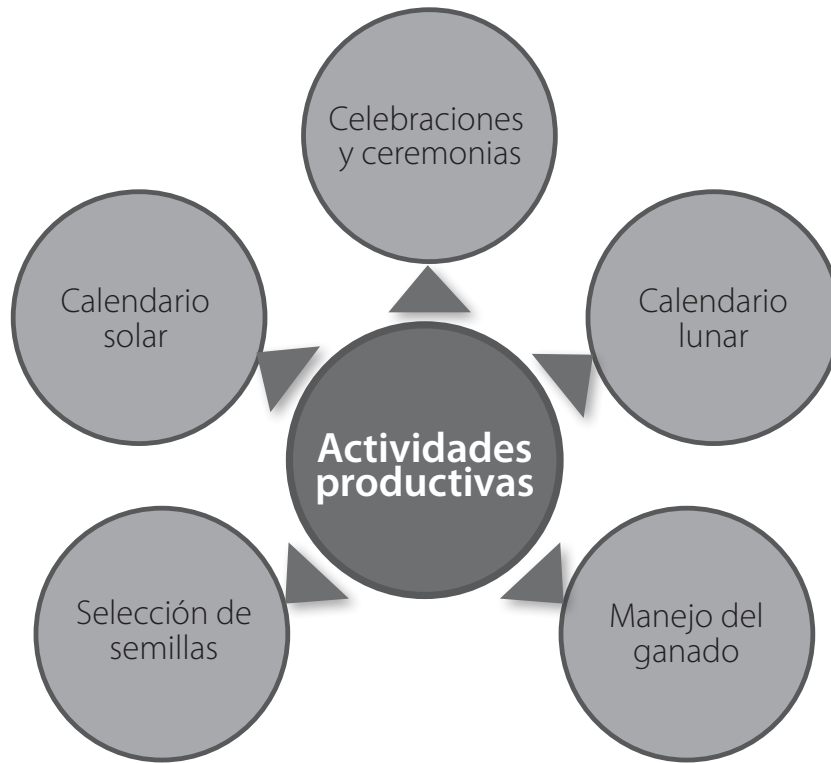 Celebraciones
y ceremonias
Calendario
solar
Calendario
lunar
Actividades
productivas
Selección de
semillas
Manejo del
ganado